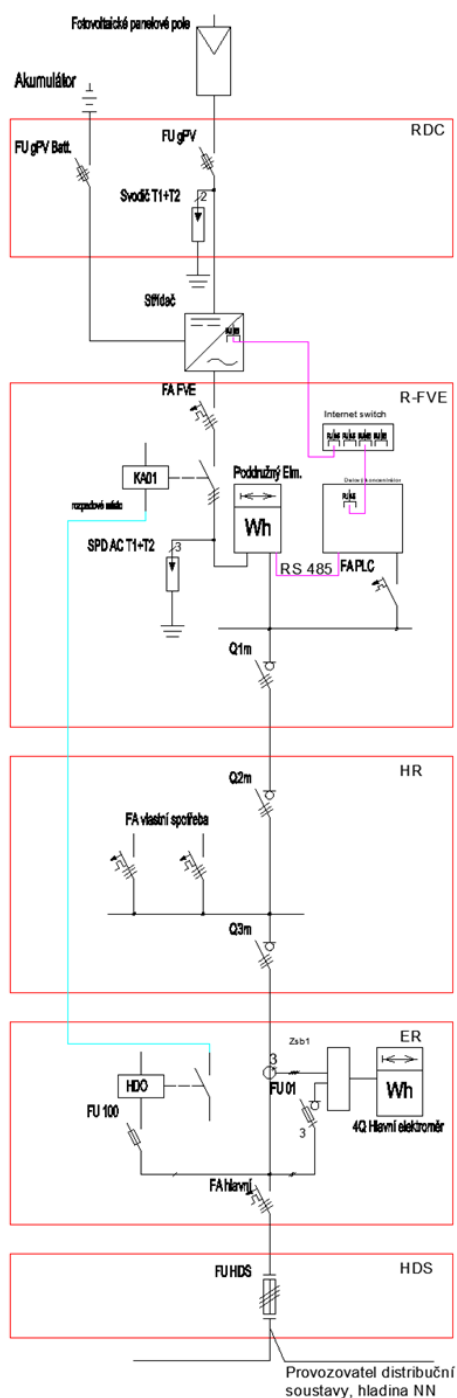 Fotovoltaické panelové pole
Akumulátor
RDC
FU gPV Batt.
FU gPV
Svodič T1+T2
2
Střídač
R-FVE
FA FVE
Internet switch
KA01
rozpadové místo
Poddružný Elm.
Wh
SPD AC T1+T2
3
RS 485
FA PLC
Q1m
HR
Q2m
FA vlastní spotřeba
Q3m
ER
Zsb1
3
HDO
FU 01
Wh
FU 100
3
4Q Hlavní elektroměr
FA hlavní
HDS
FU HDS
Provozovatel distribuční
soustavy, hladina NN